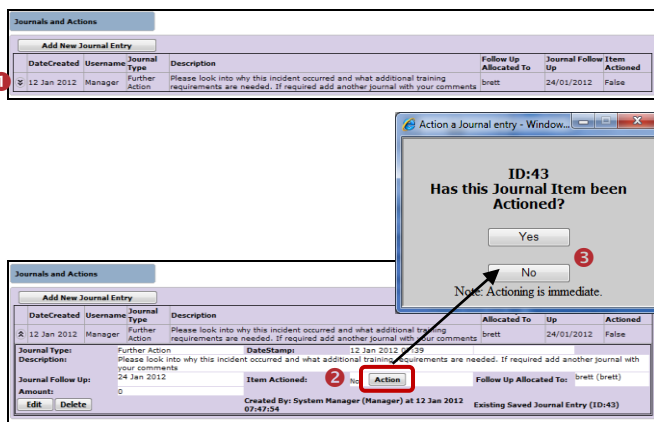 Journals and Actions
Add New Journal Entry
DateCreated Username Journal Type Description Follow Up Allocated To Journal Follow Up Item Actioned
1 12 Jan 2012 Manager Further Action Please look into why this incident occurred and what additional training requirements are needed. If required add another journal with your comments brett 24/01/2012 False
Action a Journal entry - Window...
ID:43
Has this Journal Item been
Actioned?
Yes
3
No
Note: Actioning is immediate.
Journals and Actions
Add New Journal Entry
DateCreated Username Journal Type Description Allocated To Up Actioned
12 Jan 2012 Manager Further Action Please look into why this incident occurred and what additional training requirements are needed. If required add another journal with your comments brett 24/01/2012 False
Journal Type: Further Action DateStamp: 12 Jan 2012 07:39
Description: Please look into why this incident occurred and what additional training requirements are needed. If required add another journal with
your comments
Journal Follow Up: 24 Jan 2012 Item Actioned: 2 No Action Follow Up Allocated To: brett (brett)
Amount: 0
Edit Delete Created By: System Manager (Manager) at 12 Jan 2012 07:47:54 Existing Saved Journal Entry (ID:43)